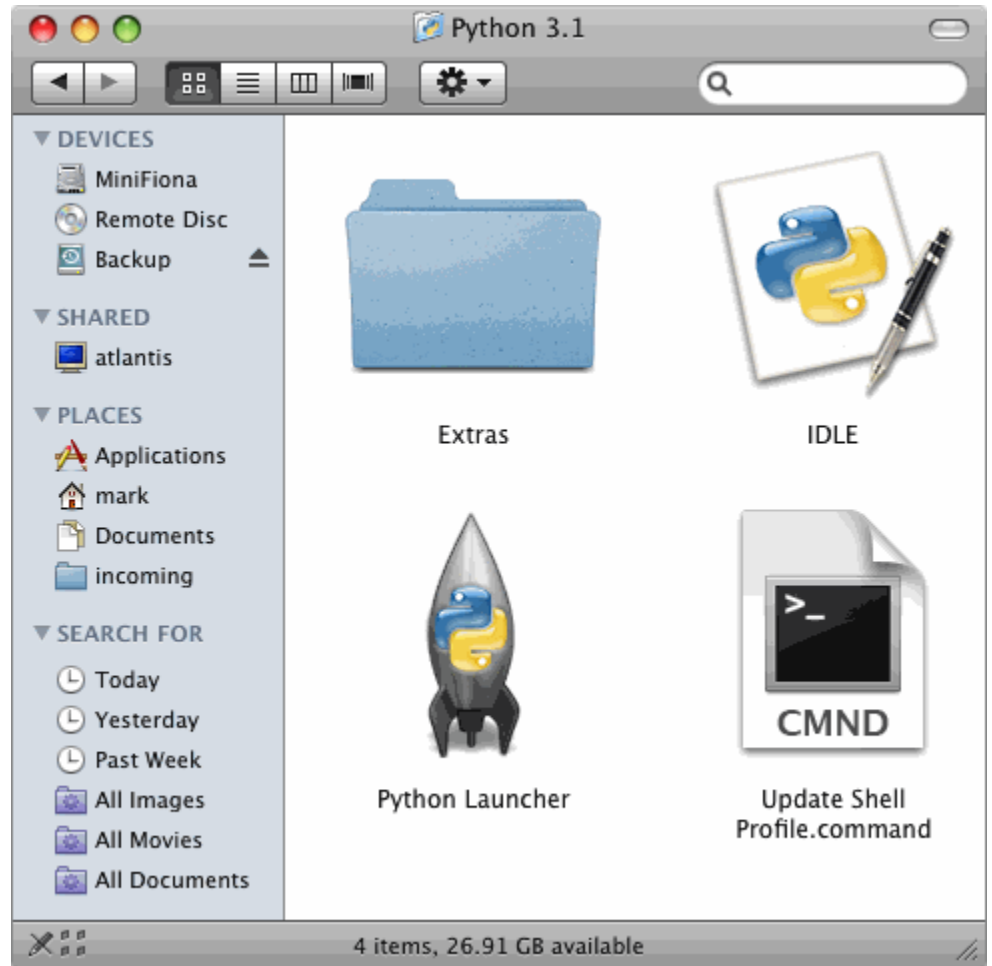 Python 3.1
DEVICES
MiniFiona
Remote Disc
Backup
SHARED
atlantis
PLACES
Applications
mark
Documents
incoming
SEARCH FOR
Today
Yesterday
Past Week
All Images
All Movies
All Documents
Extras
IDLE
Python Launcher
>_
CMND
Update Shell
Profile.command
4 items, 26.91 GB available